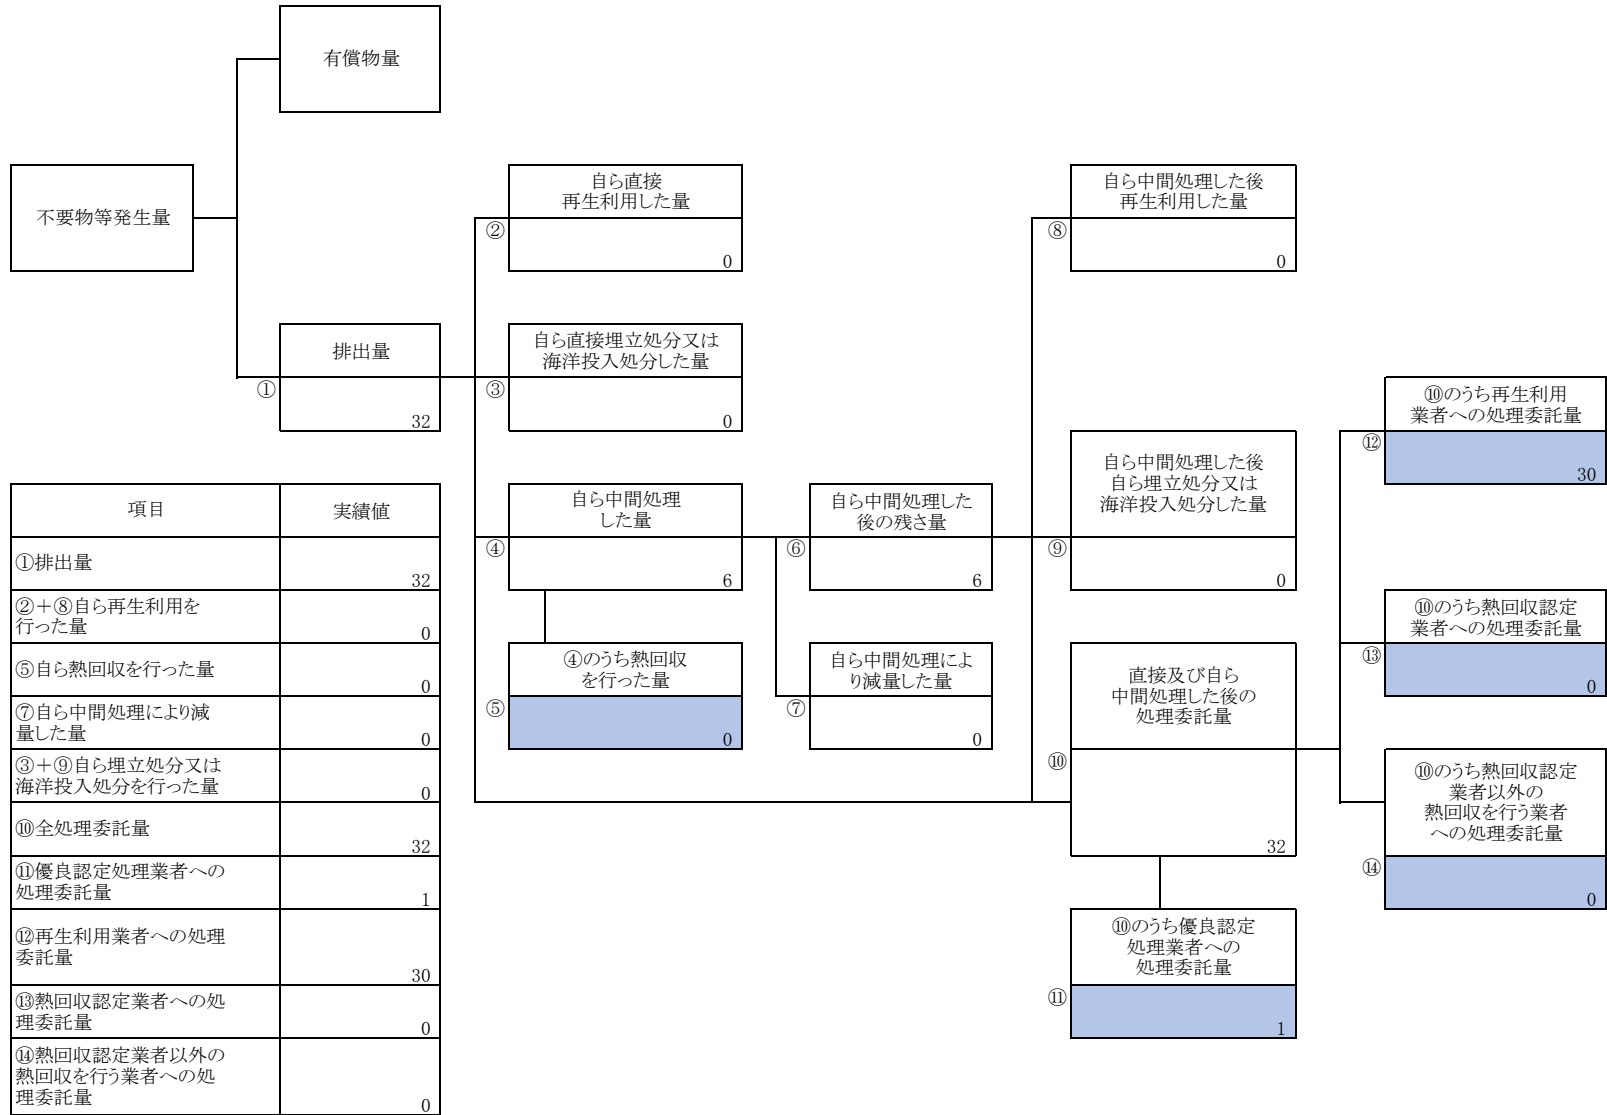 有償物量
不要物等発生量
自ら直接
再生利用した量
②
0
自ら中間処理した後
再生利用した量
⑧
0
排出量
①
32
自ら直接埋立処分又は
海洋投入処分した量
③
0
⑩のうち再生利用
業者への処理委託量
⑫
30
自ら中間処理
した量
④
6
自ら中間処理した
後の残さ量
⑥
6
自ら中間処理した後
自ら埋立処分又は
海洋投入処分した量
⑨
0
⑩のうち熱回収認定
業者への処理委託量
⑬
0
④のうち熱回収
を行った量
⑤
0
自ら中間処理によ
り減量した量
⑦
0
直接及び自ら
中間処理した後の
処理委託量
⑩
32
⑩のうち熱回収認定
業者以外の
熱回収を行う業者
への処理委託量
⑭
0
⑩のうち優良認定
処理業者への
処理委託量
⑪
1
項目 実績値
①排出量
32
②＋⑧自ら再生利用を
行った量
0
⑤自ら熱回収を行った量
0
⑦自ら中間処理により減
量した量
0
③＋⑨自ら埋立処分又は
海洋投入処分を行った量
0
⑩全処理委託量
32
⑪優良認定処理業者への
処理委託量
1
⑫再生利用業者への処理
委託量
30
⑬熱回収認定業者への処
理委託量
0
⑭熱回収認定業者以外の
熱回収を行う業者への処
理委託量
0